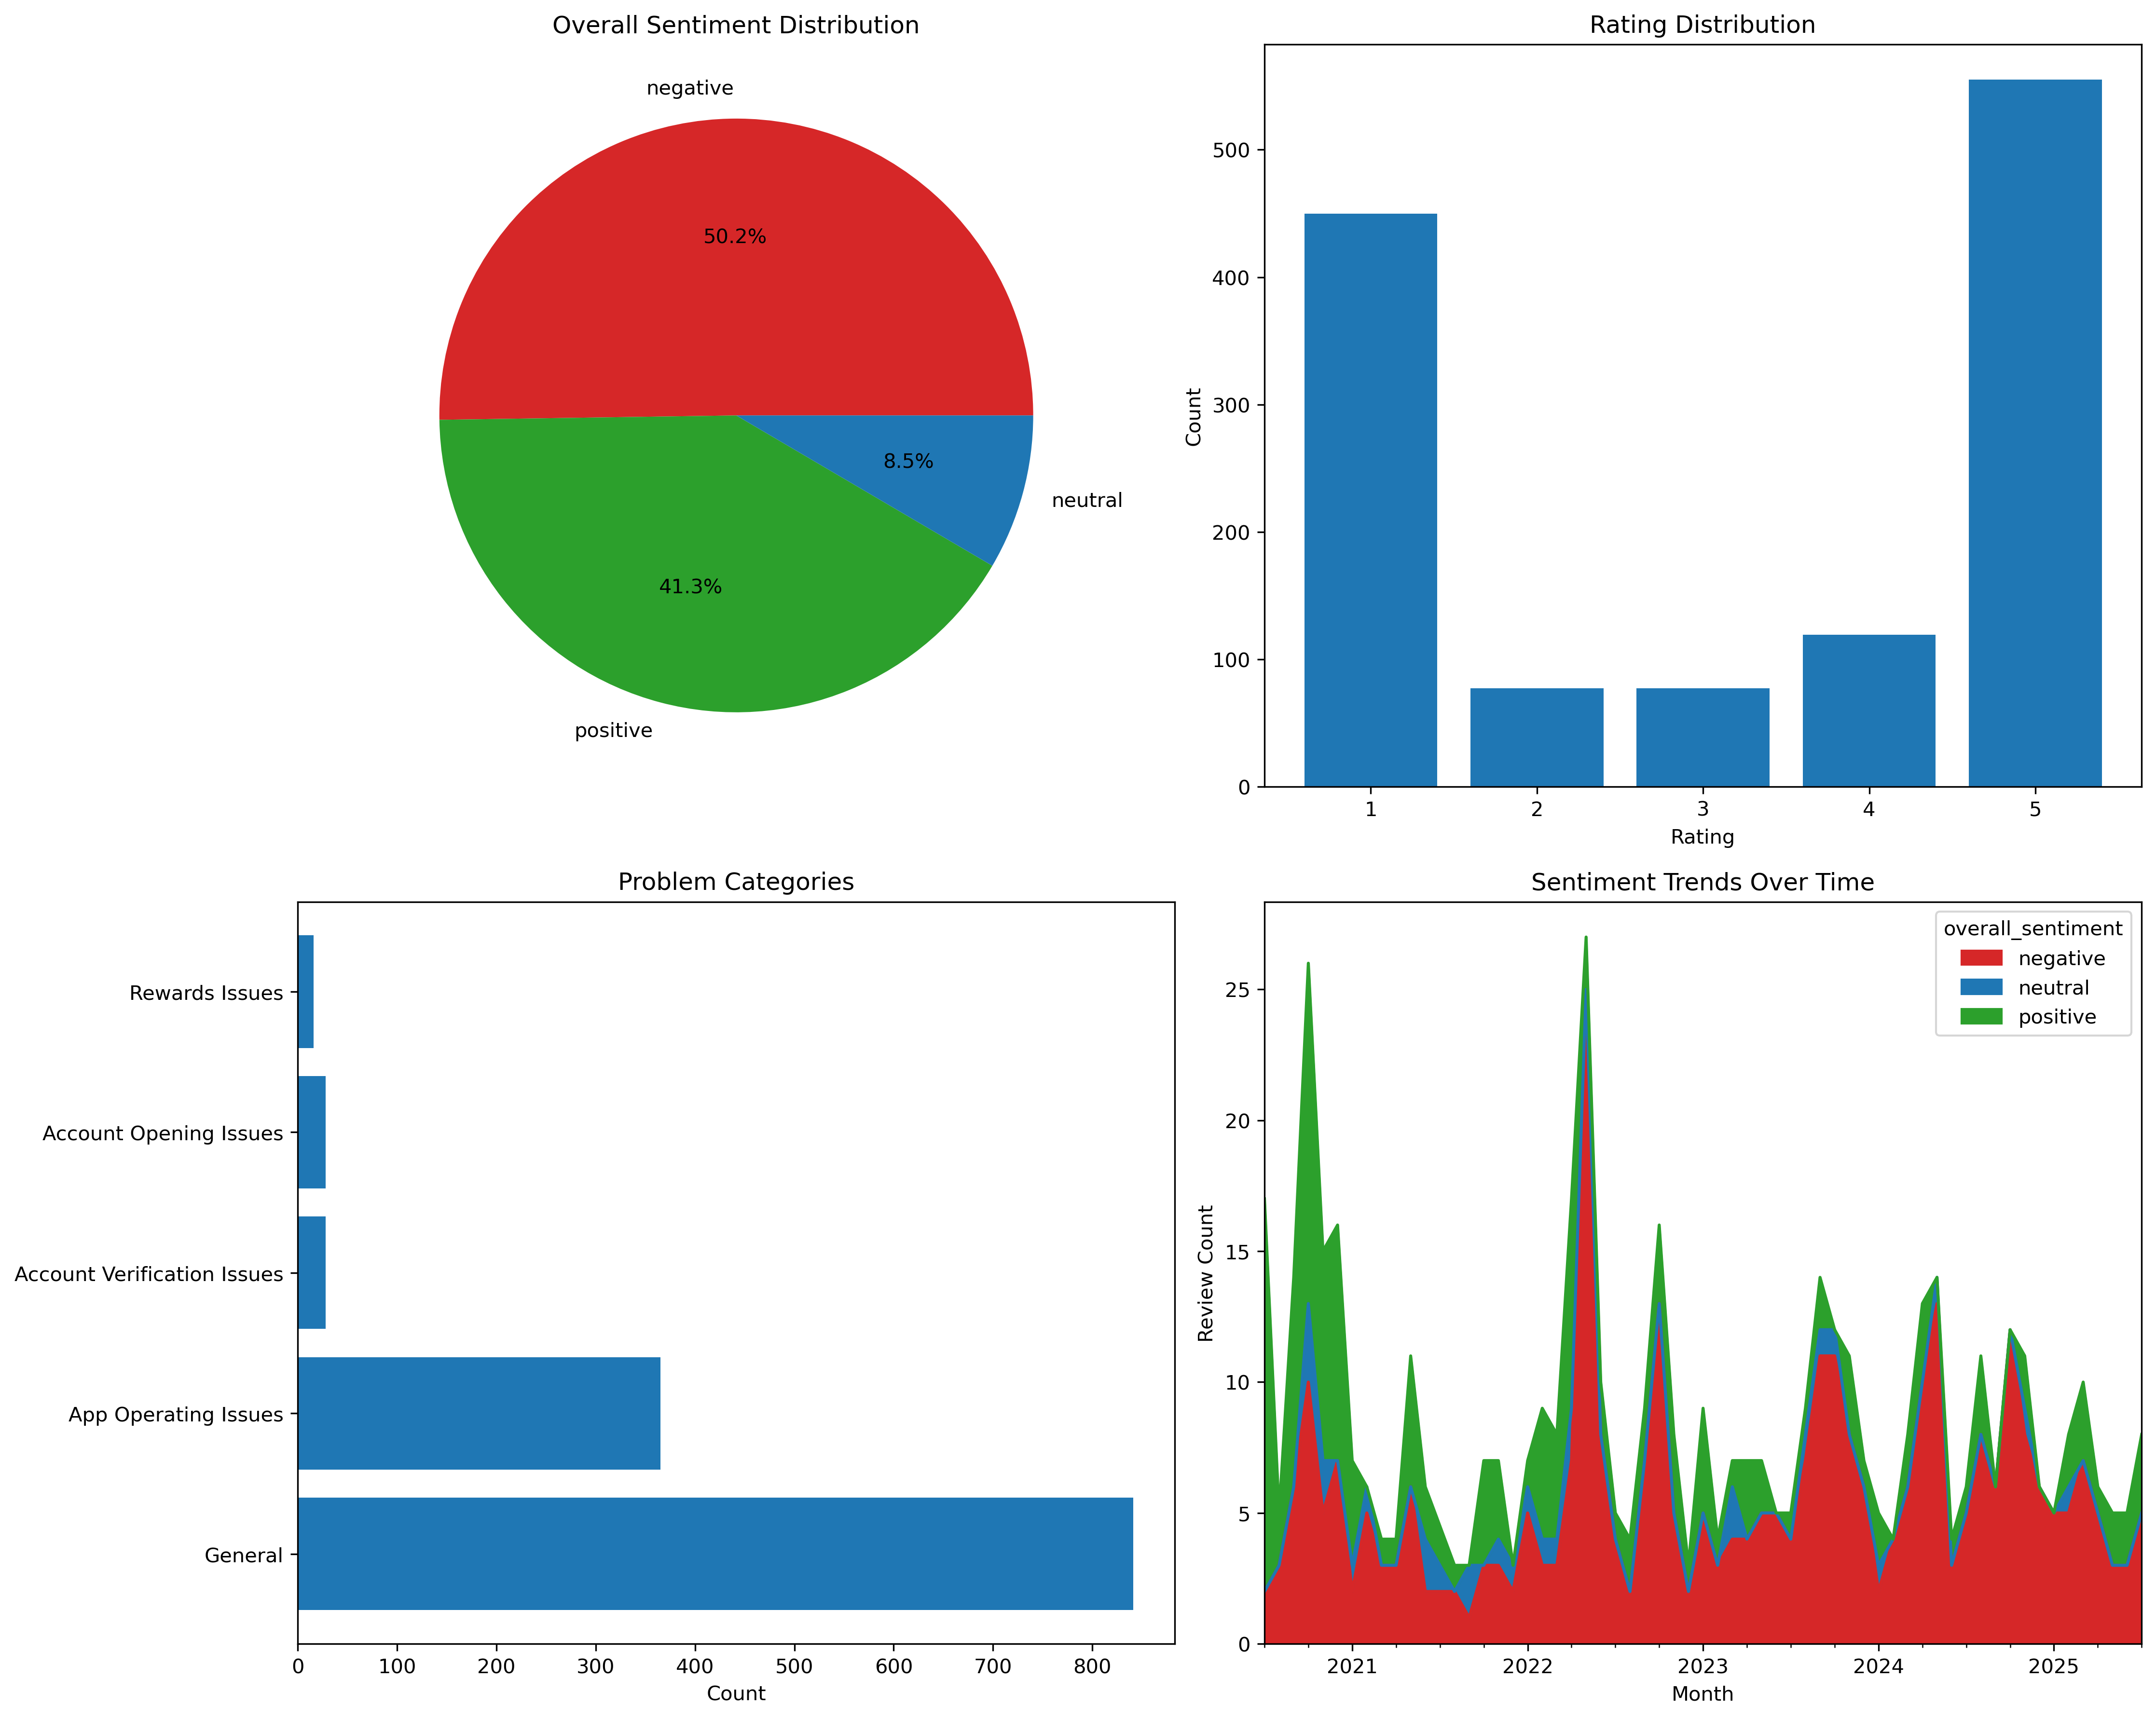 Overall Sentiment Distribution
negative
50.2%
8.5%
neutral
41.3%
positive
Rating Distribution
Count
500
400
300
200
100
0
1 2 3 4 5
Rating
Problem Categories
Rewards Issues
Account Opening Issues
Account Verification Issues
App Operating Issues
General
0 100 200 300 400 500 600 700 800
Count
Sentiment Trends Over Time
overall_sentiment
negative
neutral
positive
Review Count
25
20
15
10
5
0
2021 2022 2023 2024 2025
Month